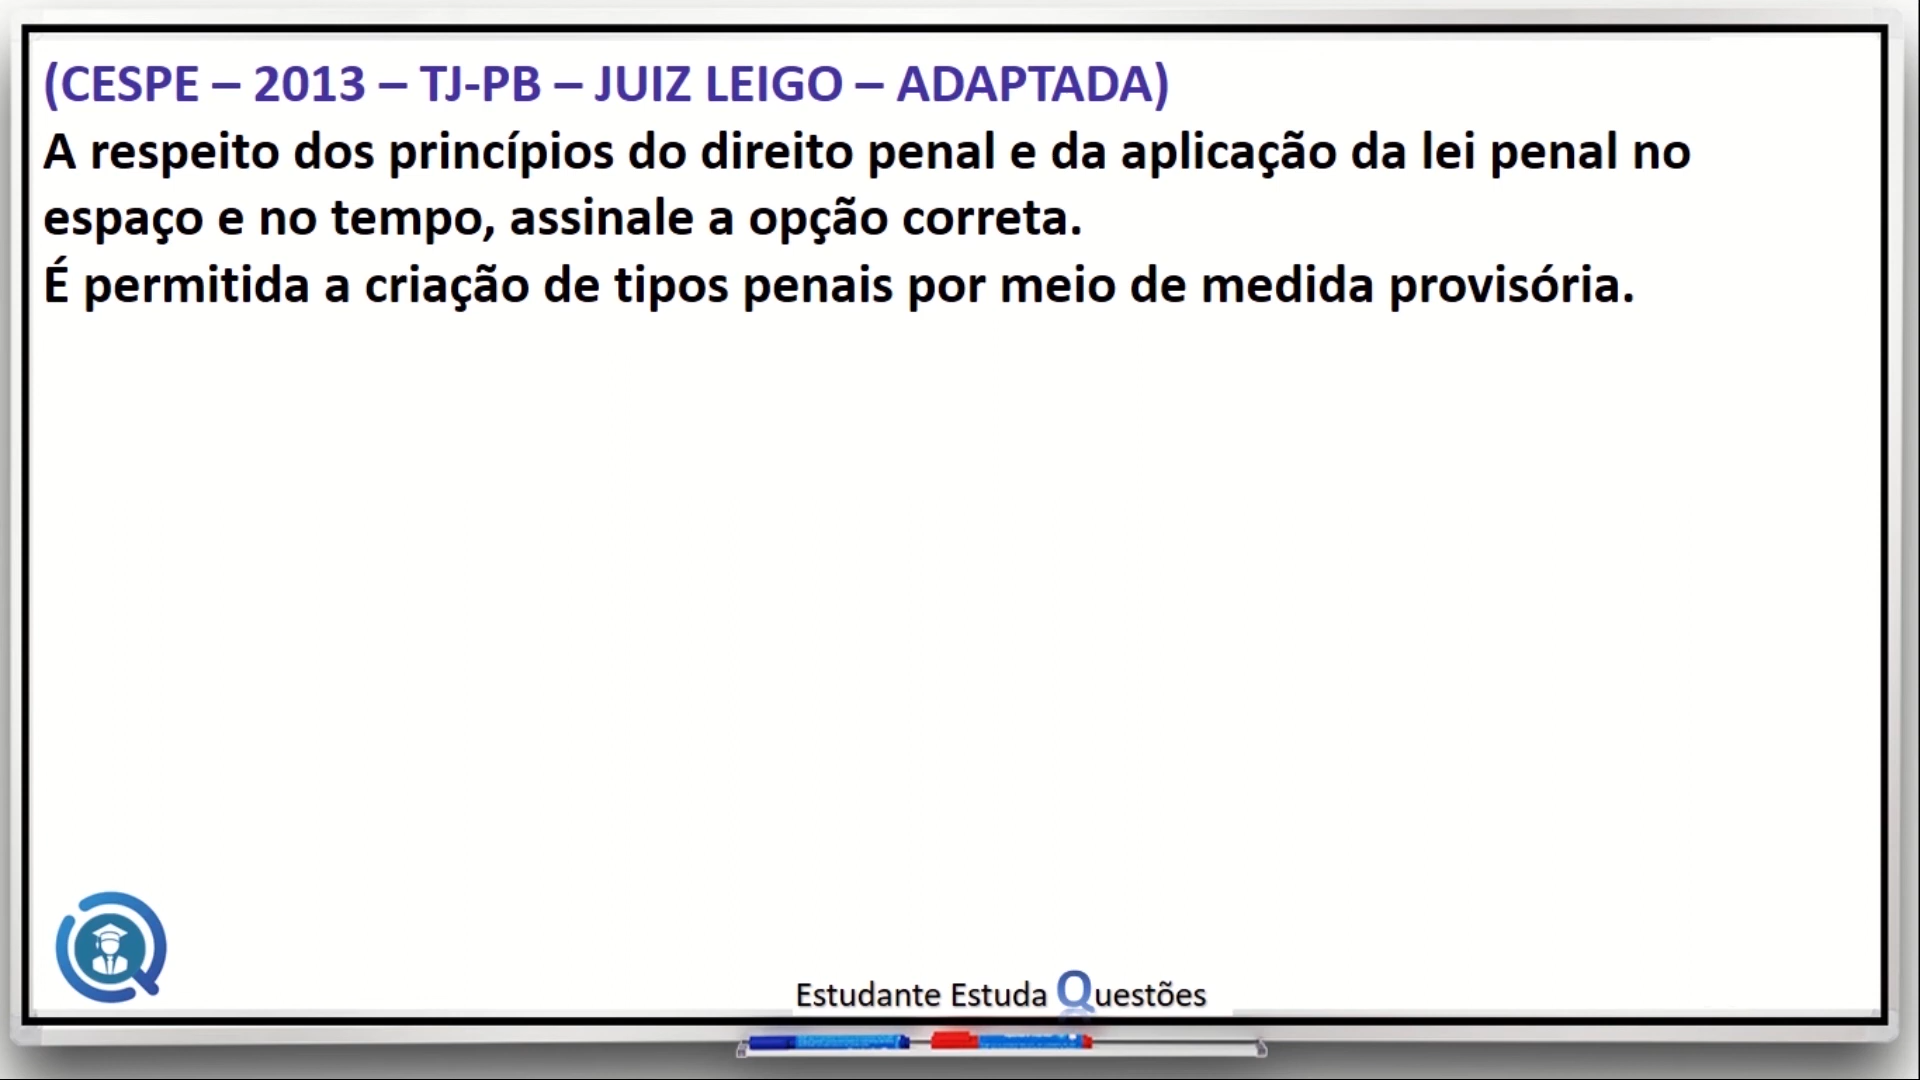 (CESPE – 2013 – TJ-PB – JUIZ LEIGO – ADAPTADA)
A respeito dos princípios do direito penal e da aplicação da lei penal no
espaço e no tempo, assinale a opção correta.
É permitida a criação de tipos penais por meio de medida provisória.
Estudante Estuda Questões